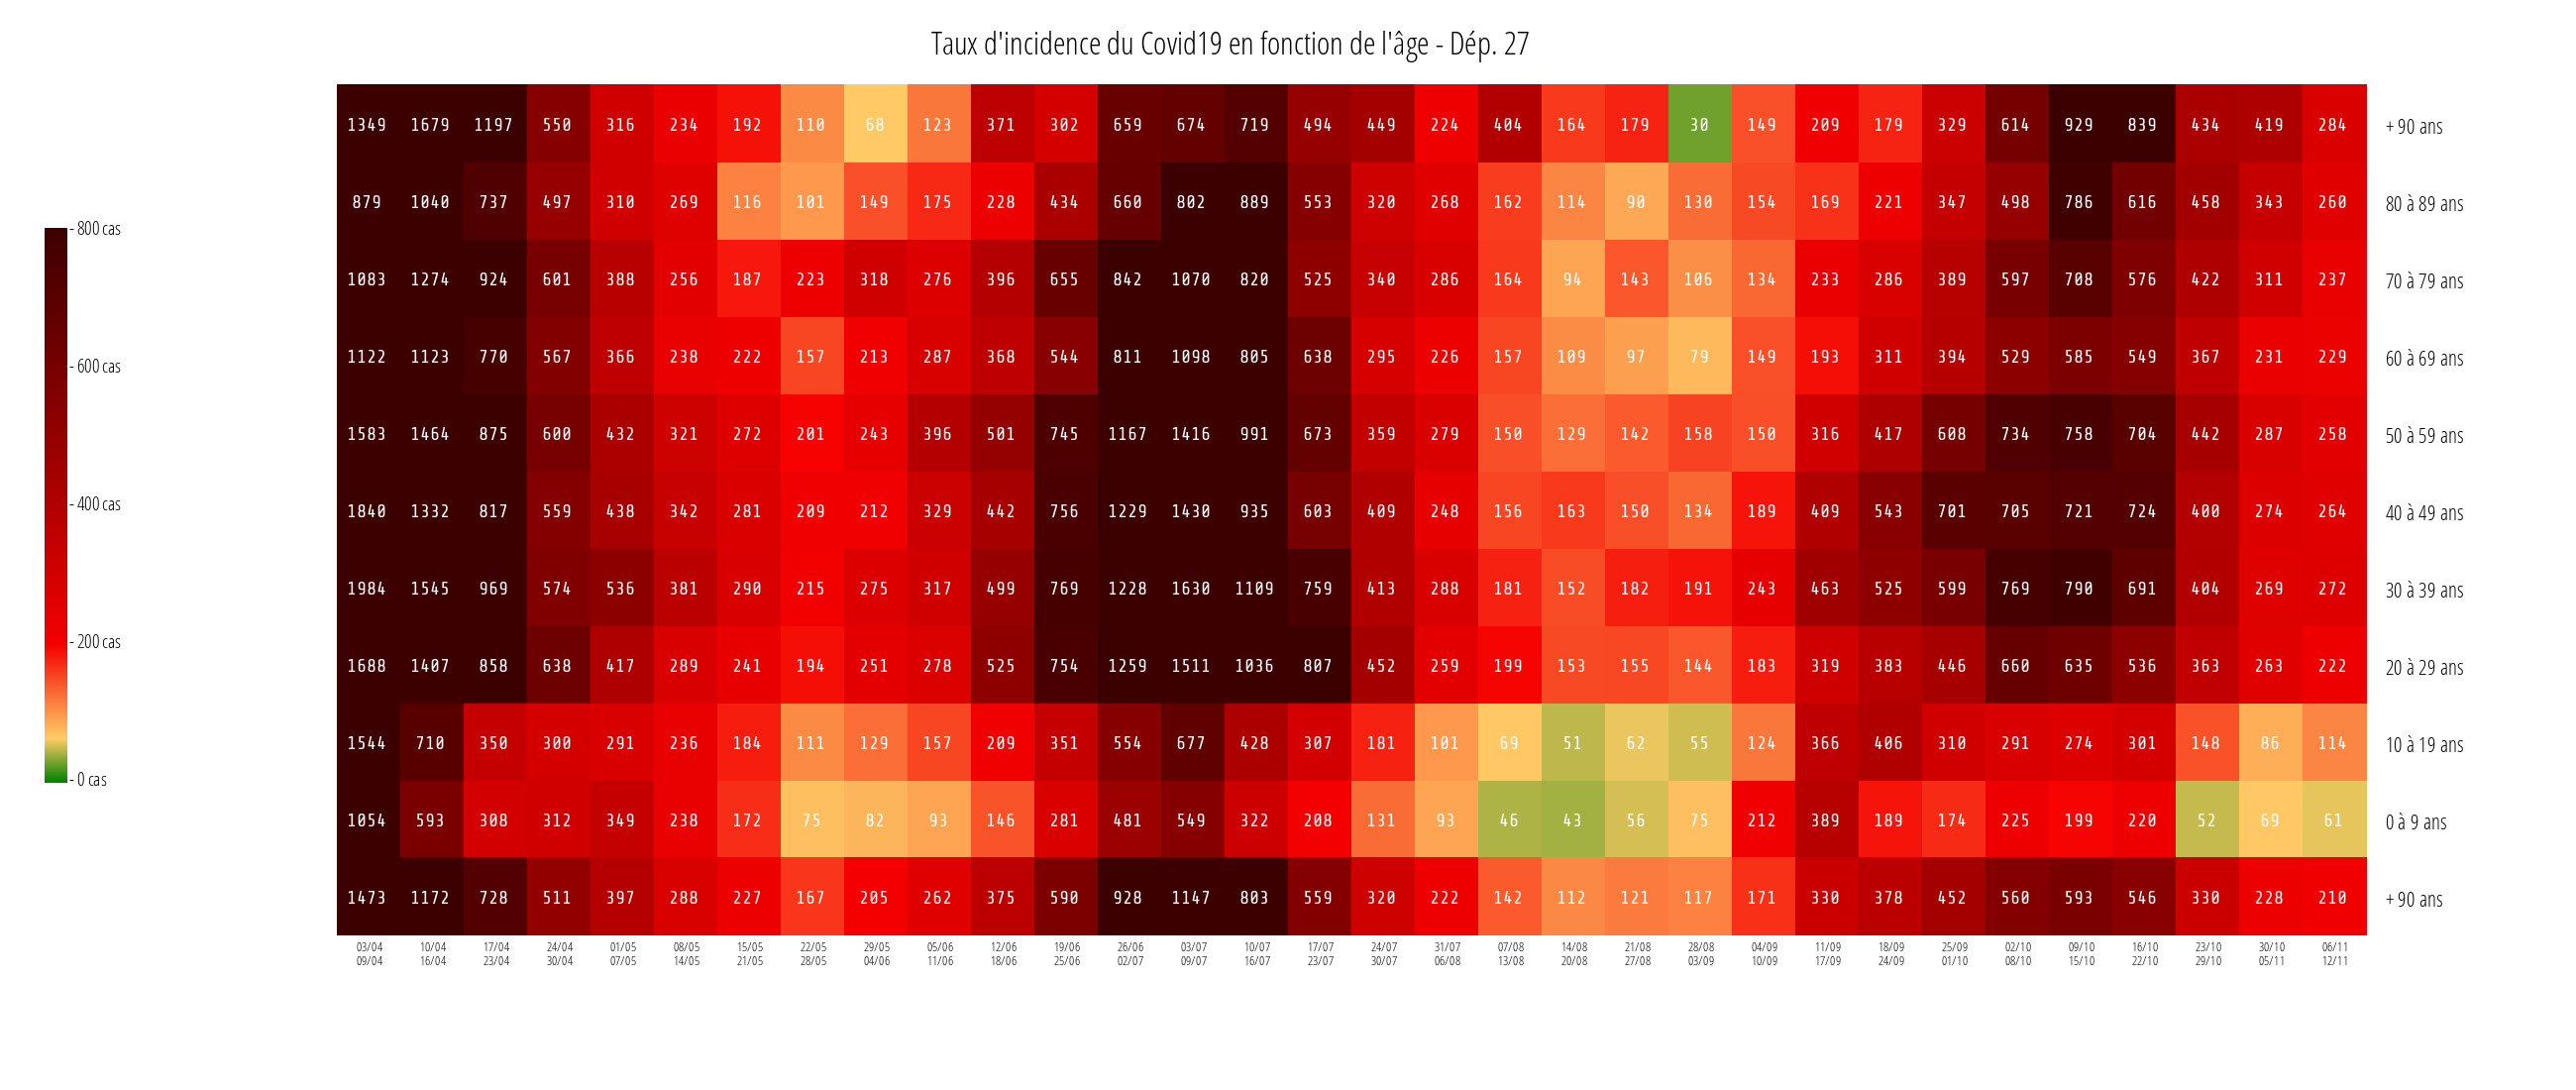 Taux d'incidence du Covid19 en fonction de l'âge - Dép. 27
1349 1679 1197 550 316 234 192 110 68 123 371 302 659 674 719 494 449 224 404 164 179 30 149 209 179 329 614 929 839 434 419 284 + 90 ans
879 1040 737 497 310 269 116 101 149 175 228 434 660 802 889 553 320 268 162 114 90 130 154 169 221 347 498 786 616 458 343 260 80 à 89 ans
- 800 cas
1083 1274 924 601 388 256 187 223 318 276 396 655 842 1070 820 525 340 286 164 94 143 106 134 233 286 389 597 708 576 422 311 237 70 à 79 ans
1122 1123 770 567 366 238 222 157 213 287 368 544 811 1098 805 638 295 226 157 109 97 79 149 193 311 394 529 585 549 367 231 229 60 à 69 ans
- 600 cas
1583 1464 875 600 432 321 272 201 243 396 501 745 1167 1416 991 673 359 279 150 129 142 158 150 316 417 608 734 758 704 442 287 258 50 à 59 ans
- 400 cas
1840 1332 817 559 438 342 281 209 212 329 442 756 1229 1430 935 603 409 248 156 163 150 134 189 409 543 701 705 721 724 400 274 264 40 à 49 ans
1984 1545 969 574 536 381 290 215 275 317 499 769 1228 1630 1109 759 413 288 181 152 182 191 243 463 525 599 769 790 691 404 269 272 30 à 39 ans
- 200 cas
1688 1407 858 638 417 289 241 194 251 278 525 754 1259 1511 1036 807 452 259 199 153 155 144 183 319 383 446 660 635 536 363 263 222 20 à 29 ans
1544 710 350 300 291 236 184 111 129 157 209 351 554 677 428 307 181 101 69 51 62 55 124 366 406 310 291 274 301 148 86 114 10 à 19 ans
- 0 cas
1054 593 308 312 349 238 172 75 82 93 146 281 481 549 322 208 131 93 46 43 56 75 212 389 189 174 225 199 220 52 69 61 0 à 9 ans
1473 1172 728 511 397 288 227 167 205 262 375 590 928 1147 803 559 320 222 142 112 121 117 171 330 378 452 560 593 546 330 228 210 + 90 ans
03/04 10/04 17/04 24/04 01/05 08/05 15/05 22/05 29/05 05/06 12/06 19/06 26/06 03/07 10/07 17/07 24/07 31/07 07/08 14/08 21/08 28/08 04/09 11/09 18/09 25/09 02/10 09/10 16/10 23/10 30/10 06/11
09/04 16/04 23/04 30/04 07/05 14/05 21/05 28/05 04/06 11/06 18/06 25/06 02/07 09/07 16/07 23/07 30/07 06/08 13/08 20/08 27/08 03/09 10/09 17/09 24/09 01/10 08/10 15/10 22/10 29/10 05/11 12/11